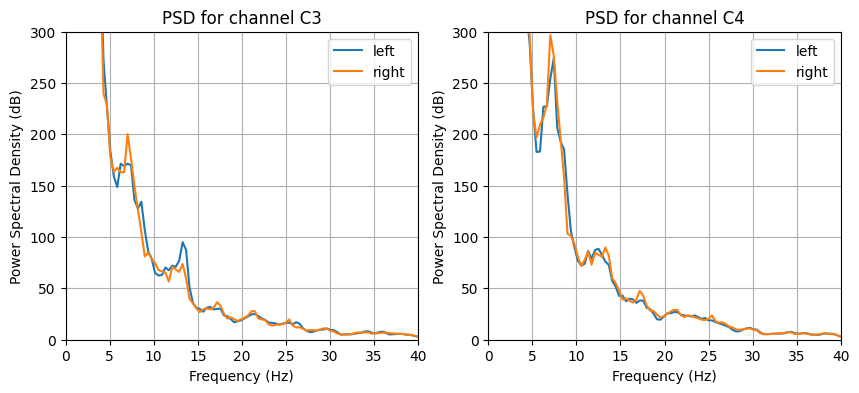 PSD for channel C3
Power Spectral Density (dB)
300
250
200
150
100
50
0
0 5 10 15 20 25 30 35 40
Frequency (Hz)
left
right
PSD for channel C4
Power Spectral Density (dB)
300
250
200
150
100
50
0
0 5 10 15 20 25 30 35 40
Frequency (Hz)
left
right